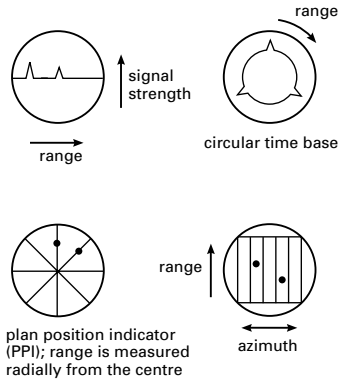 signal
strength
range
range
circular time base
plan position indicator
(PPI); range is measured
radially from the centre
range
azimuth